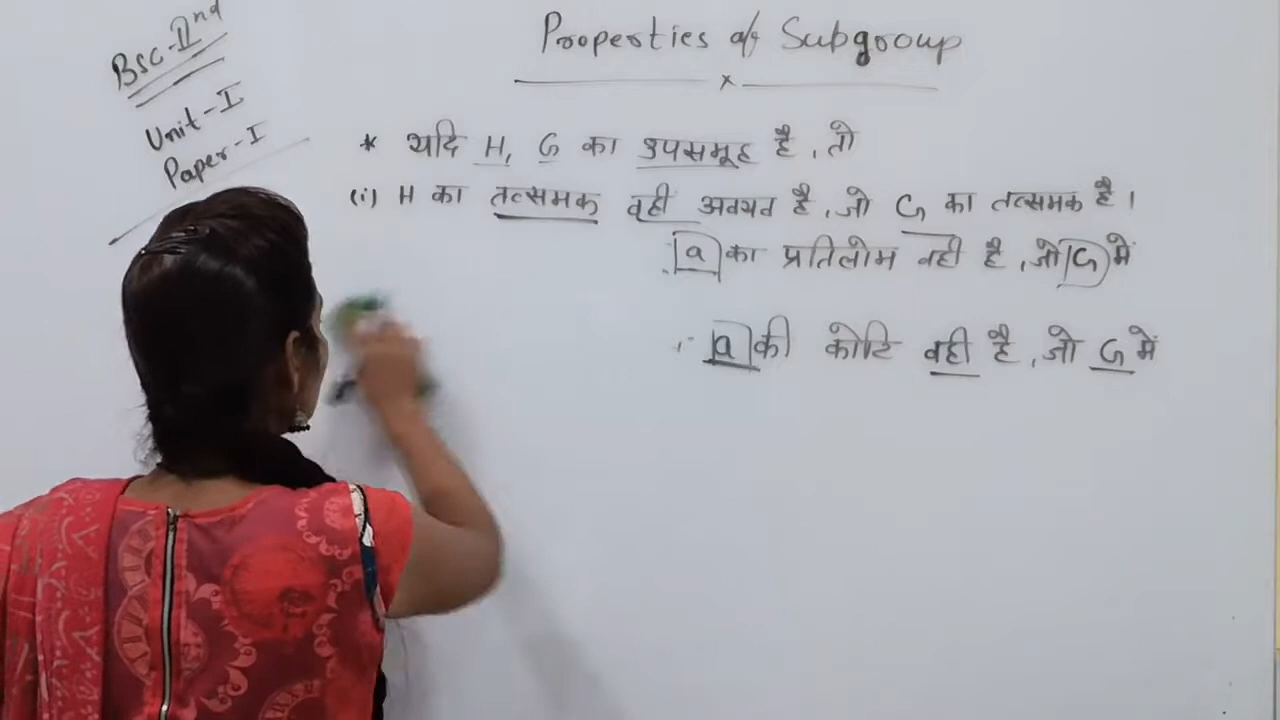 Bsc-IInd
Unit-I
Paper-I
Properties of Subgroup
* यदि H, G का उपसमूह है, तो
(i) H का तत्समक वही अवयव है, जो G का तत्समक है।
a का प्रतिलोम वही है, जो G में
a की कोटि वही है, जो G में